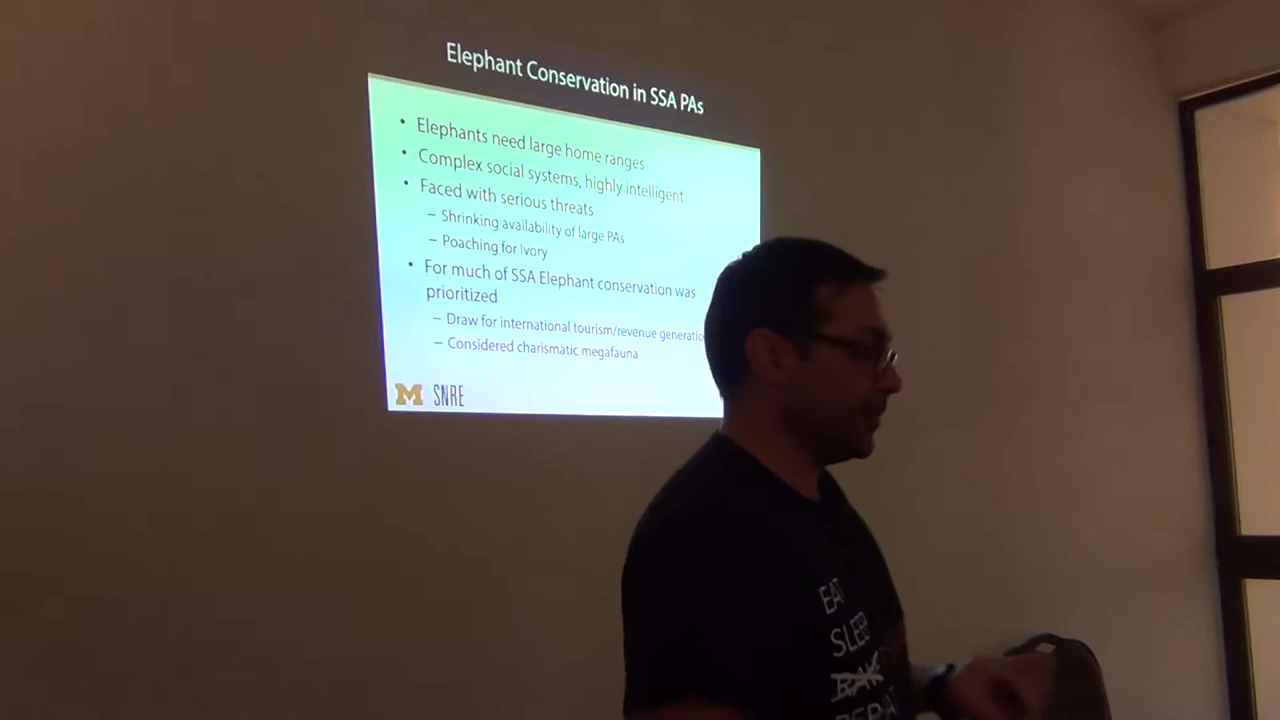 Elephant Conservation in SSA PAs
• Elephants need large home ranges
• Complex social systems, highly intelligent
• Faced with serious threats
– Shrinking availability of large PAs
– Poaching for Ivory
• For much of SSA Elephant conservation was
prioritized
– Draw for international tourism/revenue
– Considered charismatic megafauna
M SNRE
EAT
SLEEP